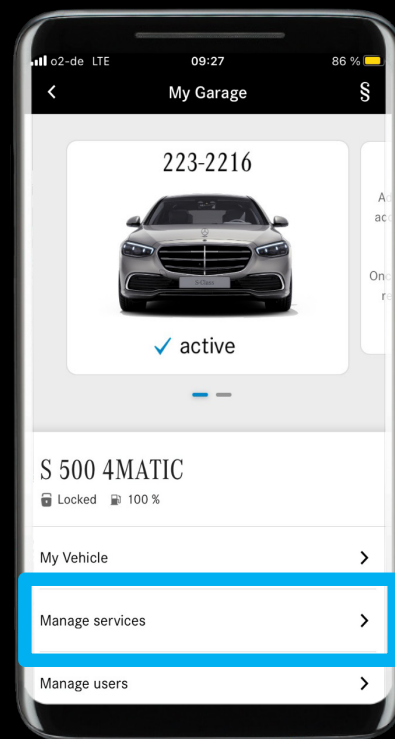 o2-de LTE 09:27 86 %
My Garage §
223-2216
S-Class
active
S 500 4MATIC
Locked 100 %
My Vehicle
Manage services
Manage users